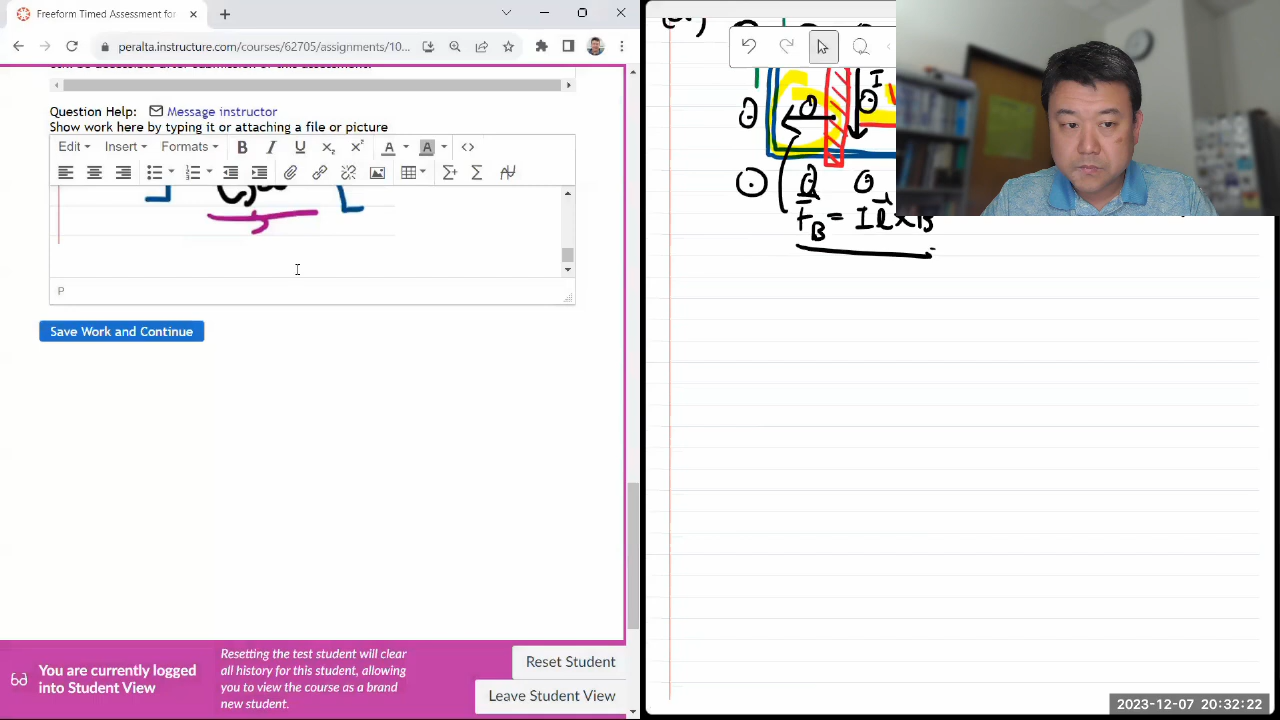 Freeform Timed Assessment for
peralta.instructure.com/courses/62705/assignments/10...
Question Help: Message instructor
Show work here by typing it or attaching a file or picture
Edit Insert Formats B I U X₂ X² A A <>
P
Save Work and Continue
You are currently logged into Student View
Resetting the test student will clear
all history for this student, allowing
you to view the course as a brand
new student.
Reset Student
Leave Student View
I
F_B = Il×B
2023-12-07 20:32:22